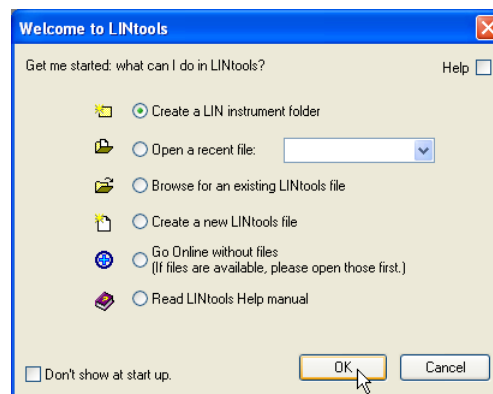 Welcome to LINtools
Get me started: what can I do in LINtools?
Help
Create a LIN instrument folder
Open a recent file:
Browse for an existing LINtools file
Create a new LINtools file
Go Online without files
(If files are available, please open those first.)
Read LINtools Help manual
Don't show at start up.
OK
Cancel